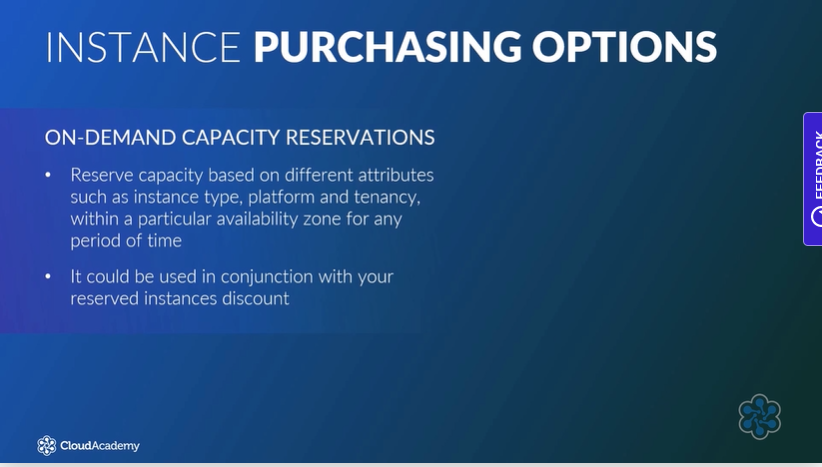 INSTANCE PURCHASING OPTIONS
ON-DEMAND CAPACITY RESERVATIONS
• Reserve capacity based on different attributes
such as instance type, platform and tenancy,
within a particular availability zone for any
period of time
• It could be used in conjunction with your
reserved instances discount
FEEDBACK
CloudAcademy